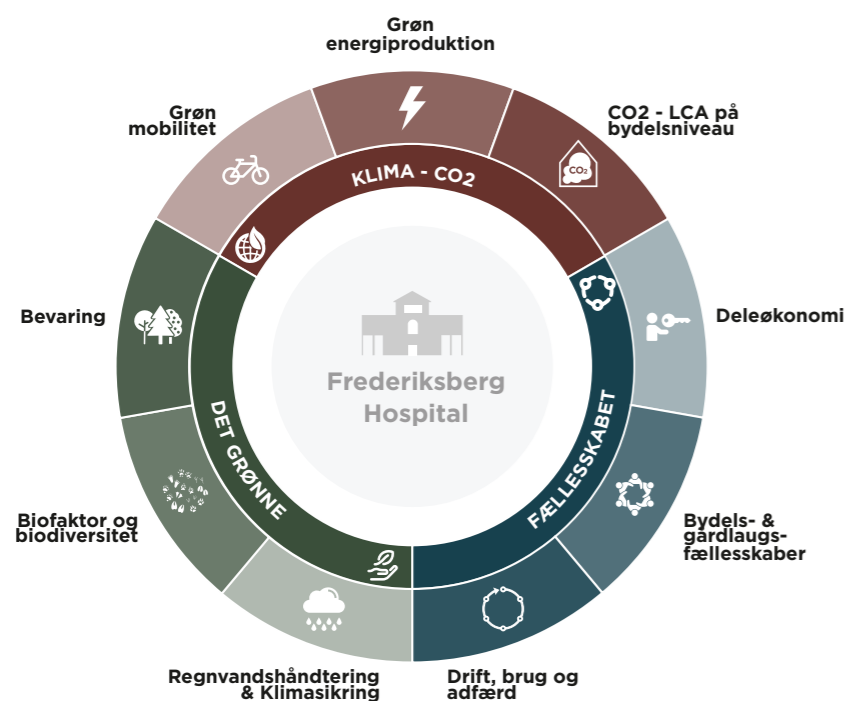 Grøn
energiproduktion
Grøn
mobilitet
CO2 - LCA på
bydelsniveau
KLIMA - CO2
CO2
Bevaring
Deleøkonomi
Frederiksberg
Hospital
DET GRØNNE
FÆLLESSKABET
Biofaktor og
biodiversitet
Bydels- &
gårdlaugs-
fællesskaber
Regnvandshåndtering
& Klimasikring
Drift, brug og
adfærd